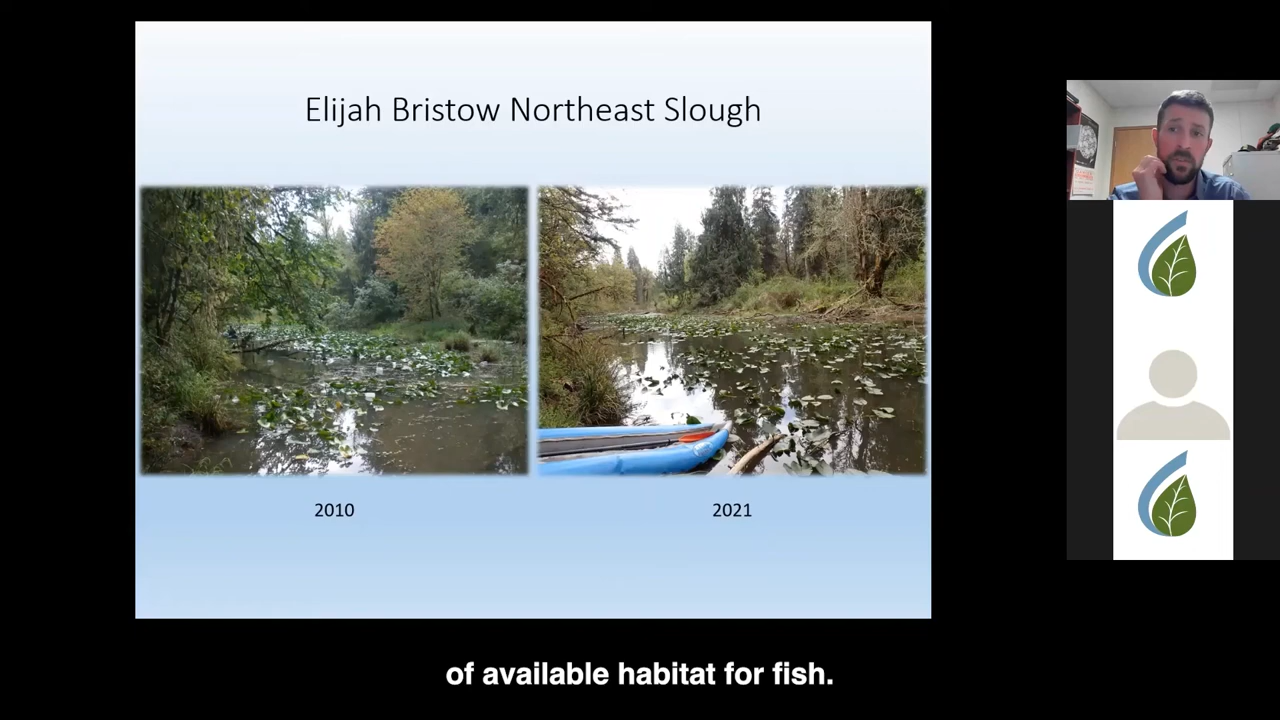 Elijah Bristow Northeast Slough
2010
2021
of available habitat for fish.